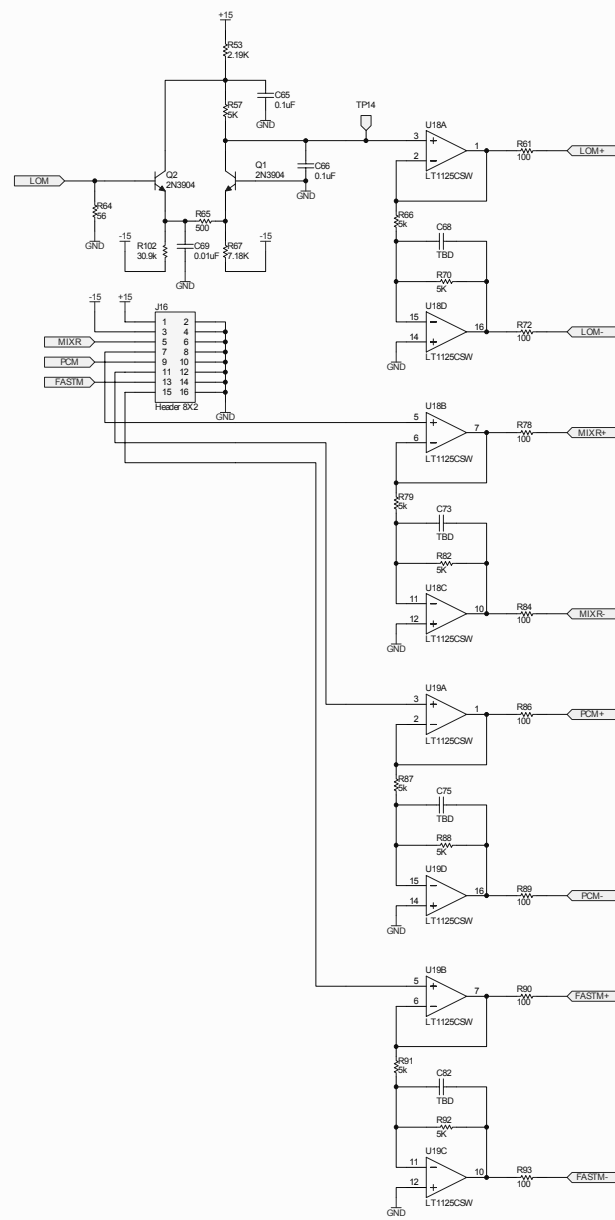 +15
R53
2.19K
C65
0.1uF
GND
R57
5K
TP14
U18A
3
2
1
LT1125CSW
R61
100
LOM+
LOM
Q2
2N3904
Q1
2N3904
C66
0.1uF
GND
R64
56
GND
-15
R102
30.9k
R65
500
C69
0.01uF
GND
R67
7.18K
-15
R66
5k
C68
TBD
R70
5K
U18D
15
14
16
LT1125CSW
GND
R72
100
LOM-
-15
+15
J16
1 2
3 4
5 6
7 8
9 10
11 12
13 14
15 16
Header 8X2
GND
MIXR
PCM
FASTM
U18B
5
6
7
LT1125CSW
R78
100
MIXR+
R79
5k
C73
TBD
R82
5K
U18C
11
12
10
LT1125CSW
GND
R84
100
MIXR-
U19A
3
2
1
LT1125CSW
R86
100
PCM+
R87
5k
C75
TBD
R88
5K
U19D
15
14
16
LT1125CSW
GND
R89
100
PCM-
U19B
5
6
7
LT1125CSW
R90
100
FASTM+
R91
5k
C82
TBD
R92
5K
U19C
11
12
10
LT1125CSW
GND
R93
100
FASTM-